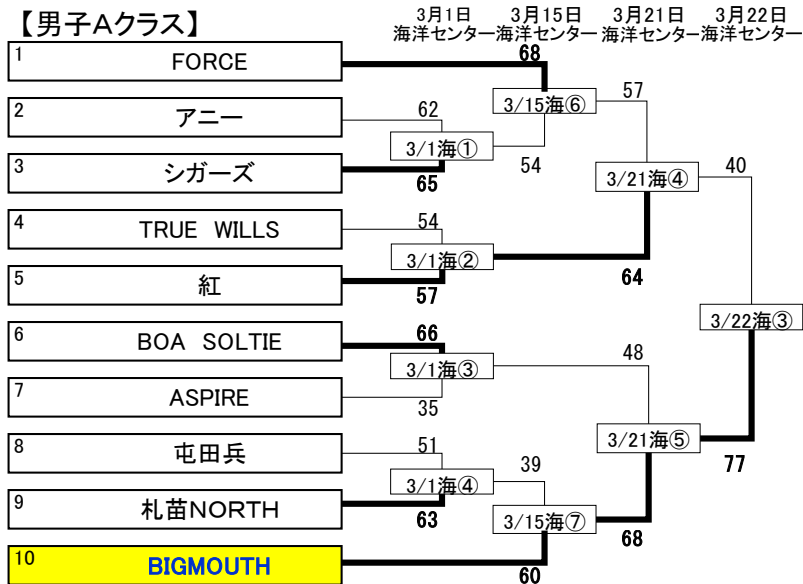 【男子Aクラス】
3月1日 3月15日 3月21日 3月22日
海洋センター 海洋センター 海洋センター 海洋センター
1 FORCE
68
3/15海⑥
57
2 アニー
62
3/1海①
54
3 シガーズ
65
3/21海④
40
4 TRUE WILLS
54
3/1海②
64
5 紅
57
3/22海③
6 BOA SOLTIE
66
3/1海③
48
7 ASPIRE
35
3/21海⑤
77
8 屯田兵
51
3/1海④
39
9 札苗NORTH
63
3/15海⑦
68
10 BIGMOUTH
60